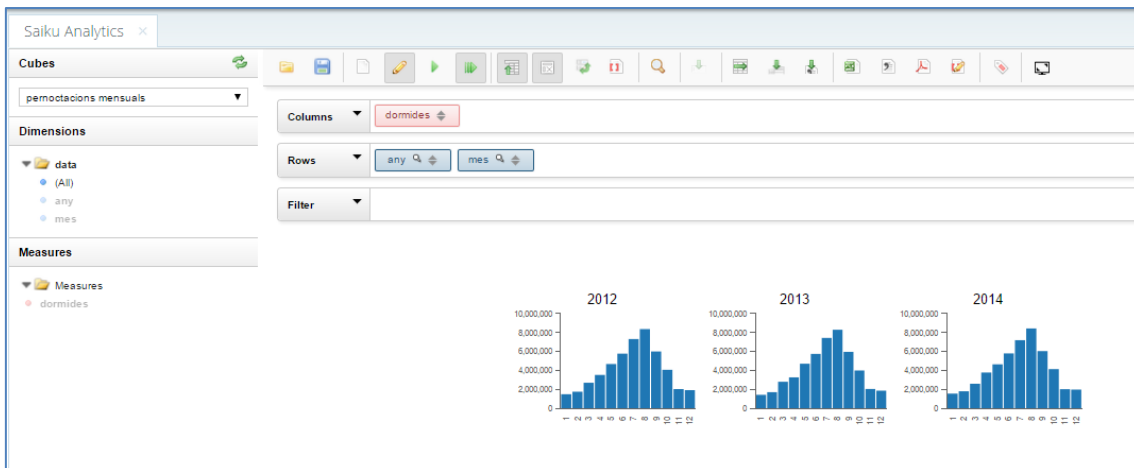 Saiku Analytics ×
Cubes
pernoctacions mensuals
Dimensions
data
(All)
any
mes
Measures
Measures
dormides
Columns dormides
Rows any mes
Filter
2012 2013 2014
10,000,000 10,000,000 10,000,000
8,000,000 8,000,000 8,000,000
6,000,000 6,000,000 6,000,000
4,000,000 4,000,000 4,000,000
2,000,000 2,000,000 2,000,000
0 0 0
1 2 3 4 5 6 7 8 9 10 11 12 1 2 3 4 5 6 7 8 9 10 11 12 1 2 3 4 5 6 7 8 9 10 11 12